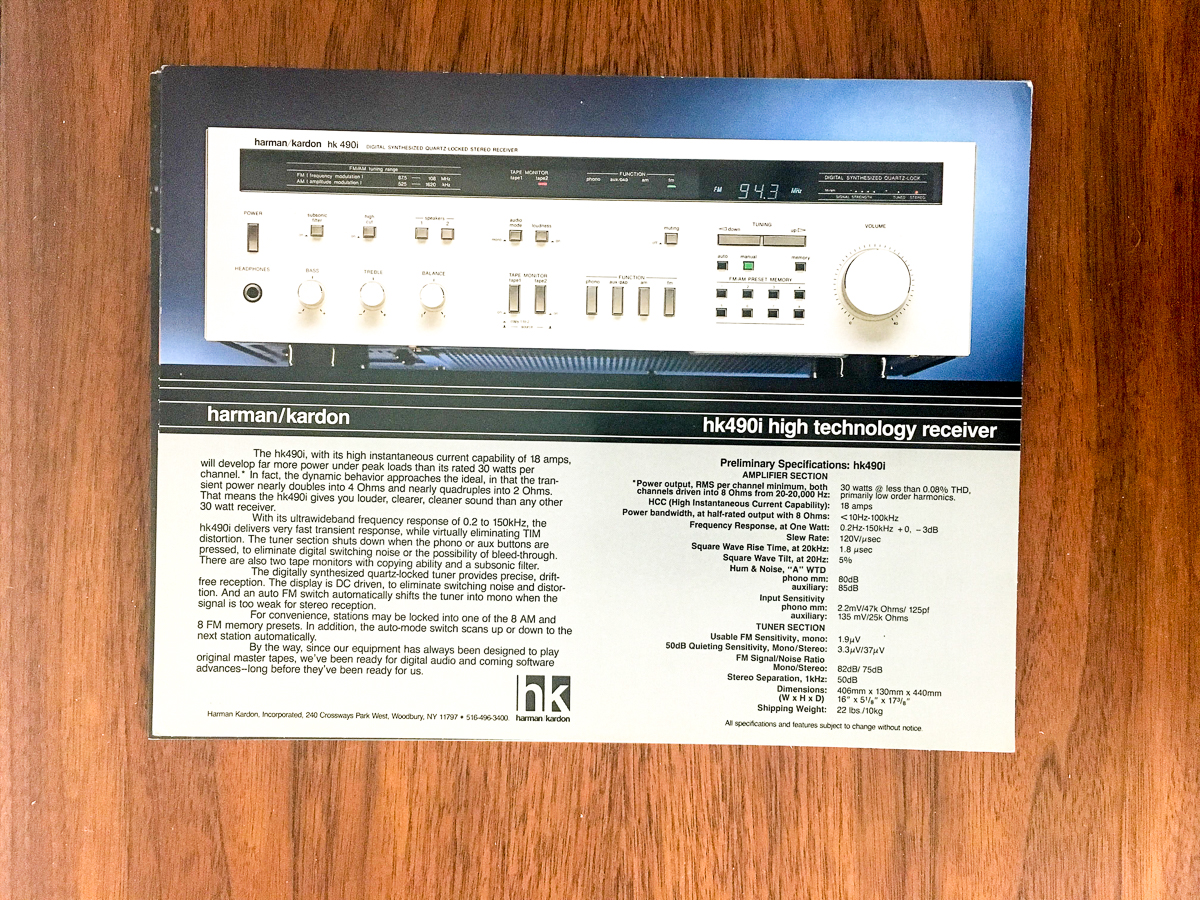 harman/kardon hk 490i DIGITAL SYNTHESIZED QUARTZ-LOCKED STEREO RECEIVER
FM/AM tuning range
FM ( frequency modulation ) 875 — 108 MHz
AM ( amplitude modulation ) 525 — 1620 kHz
TAPE MONITOR
tape1 tape2
FUNCTION
phono aux/dad am fm
FM 94.3 MHz
DIGITAL SYNTHESIZED QUARTZ-LOCK
SIGNAL STRENGTH TUNED STEREO
POWER
subsonic
filter
high
cut
speakers
1 2
audio
mode
loudness
mono
muting
off
TUNING
down up
auto manual memory
VOLUME
HEADPHONES
BASS
TREBLE
BALANCE
TAPE MONITOR
tape1 tape2
FUNCTION
phono aux/dad am fm
FM/AM PRESET MEMORY
harman/kardon
hk490i high technology receiver
The hk490i, with its high instantaneous current capability of 18 amps,
will develop far more power under peak loads than its rated 30 watts per
channel.* In fact, the dynamic behavior approaches the ideal, in that the tran-
sient power nearly doubles into 4 Ohms and nearly quadruples into 2 Ohms.
That means the hk490i gives you louder, clearer, cleaner sound than any other
30 watt receiver.
With its ultrawideband frequency response of 0.2 to 150kHz, the
hk490i delivers very fast transient response, while virtually eliminating TIM
distortion. The tuner section shuts down when the phono or aux buttons are
pressed, to eliminate digital switching noise or the possibility of bleed-through.
There are also two tape monitors with copying ability and a subsonic filter.
The digitally synthesized quartz-locked tuner provides precise, drift-
free reception. The display is DC driven, to eliminate switching noise and distor-
tion. And an auto FM switch automatically shifts the tuner into mono when the
signal is too weak for stereo reception.
For convenience, stations may be locked into one of the 8 AM and
8 FM memory presets. In addition, the auto-mode switch scans up or down to the
next station automatically.
By the way, since our equipment has always been designed to play
original master tapes, we've been ready for digital audio and coming software
advances–long before they've been ready for us.
hk
harman kardon
Harman Kardon, Incorporated, 240 Crossways Park West, Woodbury, NY 11797 • 516-496-3400
Preliminary Specifications: hk490i
AMPLIFIER SECTION
*Power output, RMS per channel minimum, both
channels driven into 8 Ohms from 20-20,000 Hz: 30 watts @ less than 0.08% THD,
primarily low order harmonics.
HCC (High Instantaneous Current Capability): 18 amps
Power bandwidth, at half-rated output with 8 Ohms: <10Hz-100kHz
Frequency Response, at One Watt: 0.2Hz-150kHz +0, −3dB
Slew Rate: 120V/µsec
Square Wave Rise Time, at 20kHz: 1.8 µsec
Square Wave Tilt, at 20Hz: 5%
Hum & Noise, "A" WTD
phono mm: 80dB
auxiliary: 85dB
Input Sensitivity
phono mm: 2.2mV/47k Ohms/ 125pf
auxiliary: 135 mV/25k Ohms
TUNER SECTION
Usable FM Sensitivity, mono: 1.9µV
50dB Quieting Sensitivity, Mono/Stereo: 3.3µV/37µV
FM Signal/Noise Ratio
Mono/Stereo: 82dB/ 75dB
Stereo Separation, 1kHz: 50dB
Dimensions: 406mm x 130mm x 440mm
(W x H x D) 16" x 5⅛" x 17⅜"
Shipping Weight: 22 lbs./10kg
All specifications and features subject to change without notice.